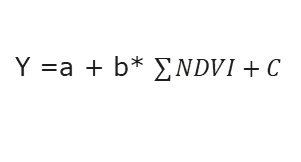 Y =a + b* ∑NDVI + C